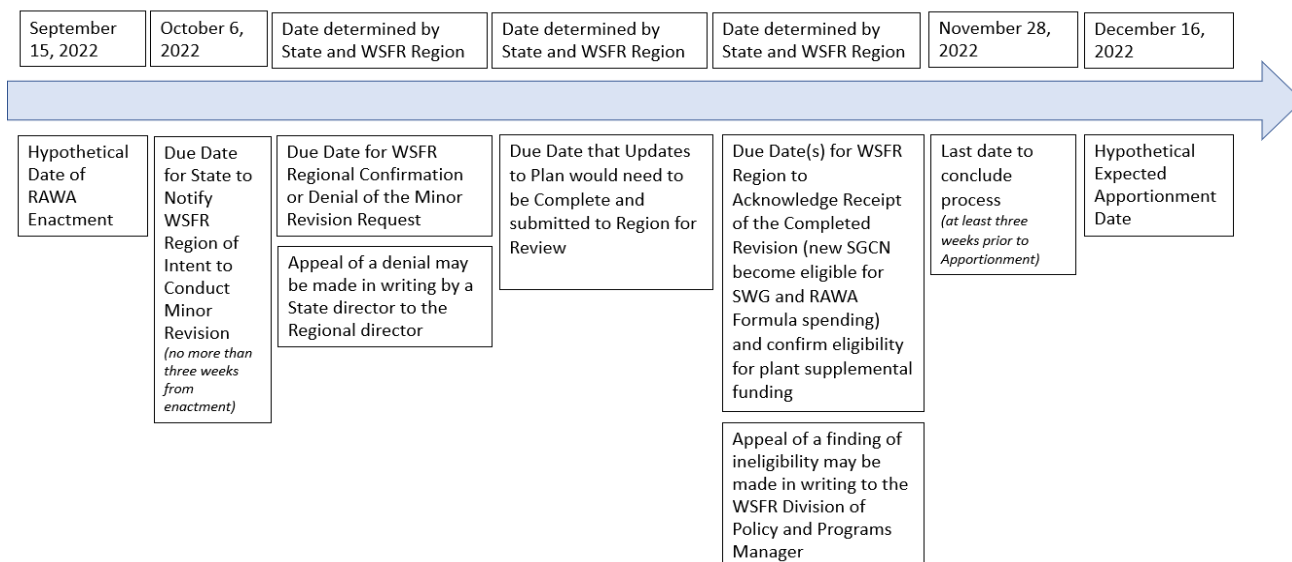 September
15, 2022
October 6,
2022
Date determined by
State and WSFR Region
Date determined by
State and WSFR Region
Date determined by
State and WSFR Region
November 28,
2022
December 16,
2022
Hypothetical
Date of
RAWA
Enactment
Due Date
for State to
Notify
WSFR
Region of
Intent to
Conduct
Minor
Revision
(no more than
three weeks
from
enactment)
Due Date for WSFR
Regional Confirmation
or Denial of the Minor
Revision Request
Appeal of a denial may
be made in writing by a
State director to the
Regional director
Due Date that Updates
to Plan would need to
be Complete and
submitted to Region for
Review
Due Date(s) for WSFR
Region to
Acknowledge Receipt
of the Completed
Revision (new SGCN
become eligible for
SWG and RAWA
Formula spending)
and confirm eligibility
for plant supplemental
funding
Appeal of a finding of
ineligibility may be
made in writing to the
WSFR Division of
Policy and Programs
Manager
Last date to
conclude
process
(at least three
weeks prior to
Apportionment)
Hypothetical
Expected
Apportionment
Date